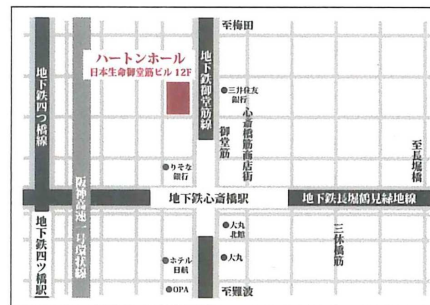 至梅田
ハートンホール
日本生命御堂筋ビル 12F
地下鉄四つ橋線
地下鉄御堂筋線
●三井住友
銀行
心斎橋筋商店街
御堂筋
至長堀橋
●りそな
銀行
阪神高速一号環状線
地下鉄心斎橋駅
地下鉄長堀鶴見緑地線
地下鉄四ツ橋駅
●大丸
北館
三休橋筋
●ホテル
日航
●大丸
●OPA
至難波